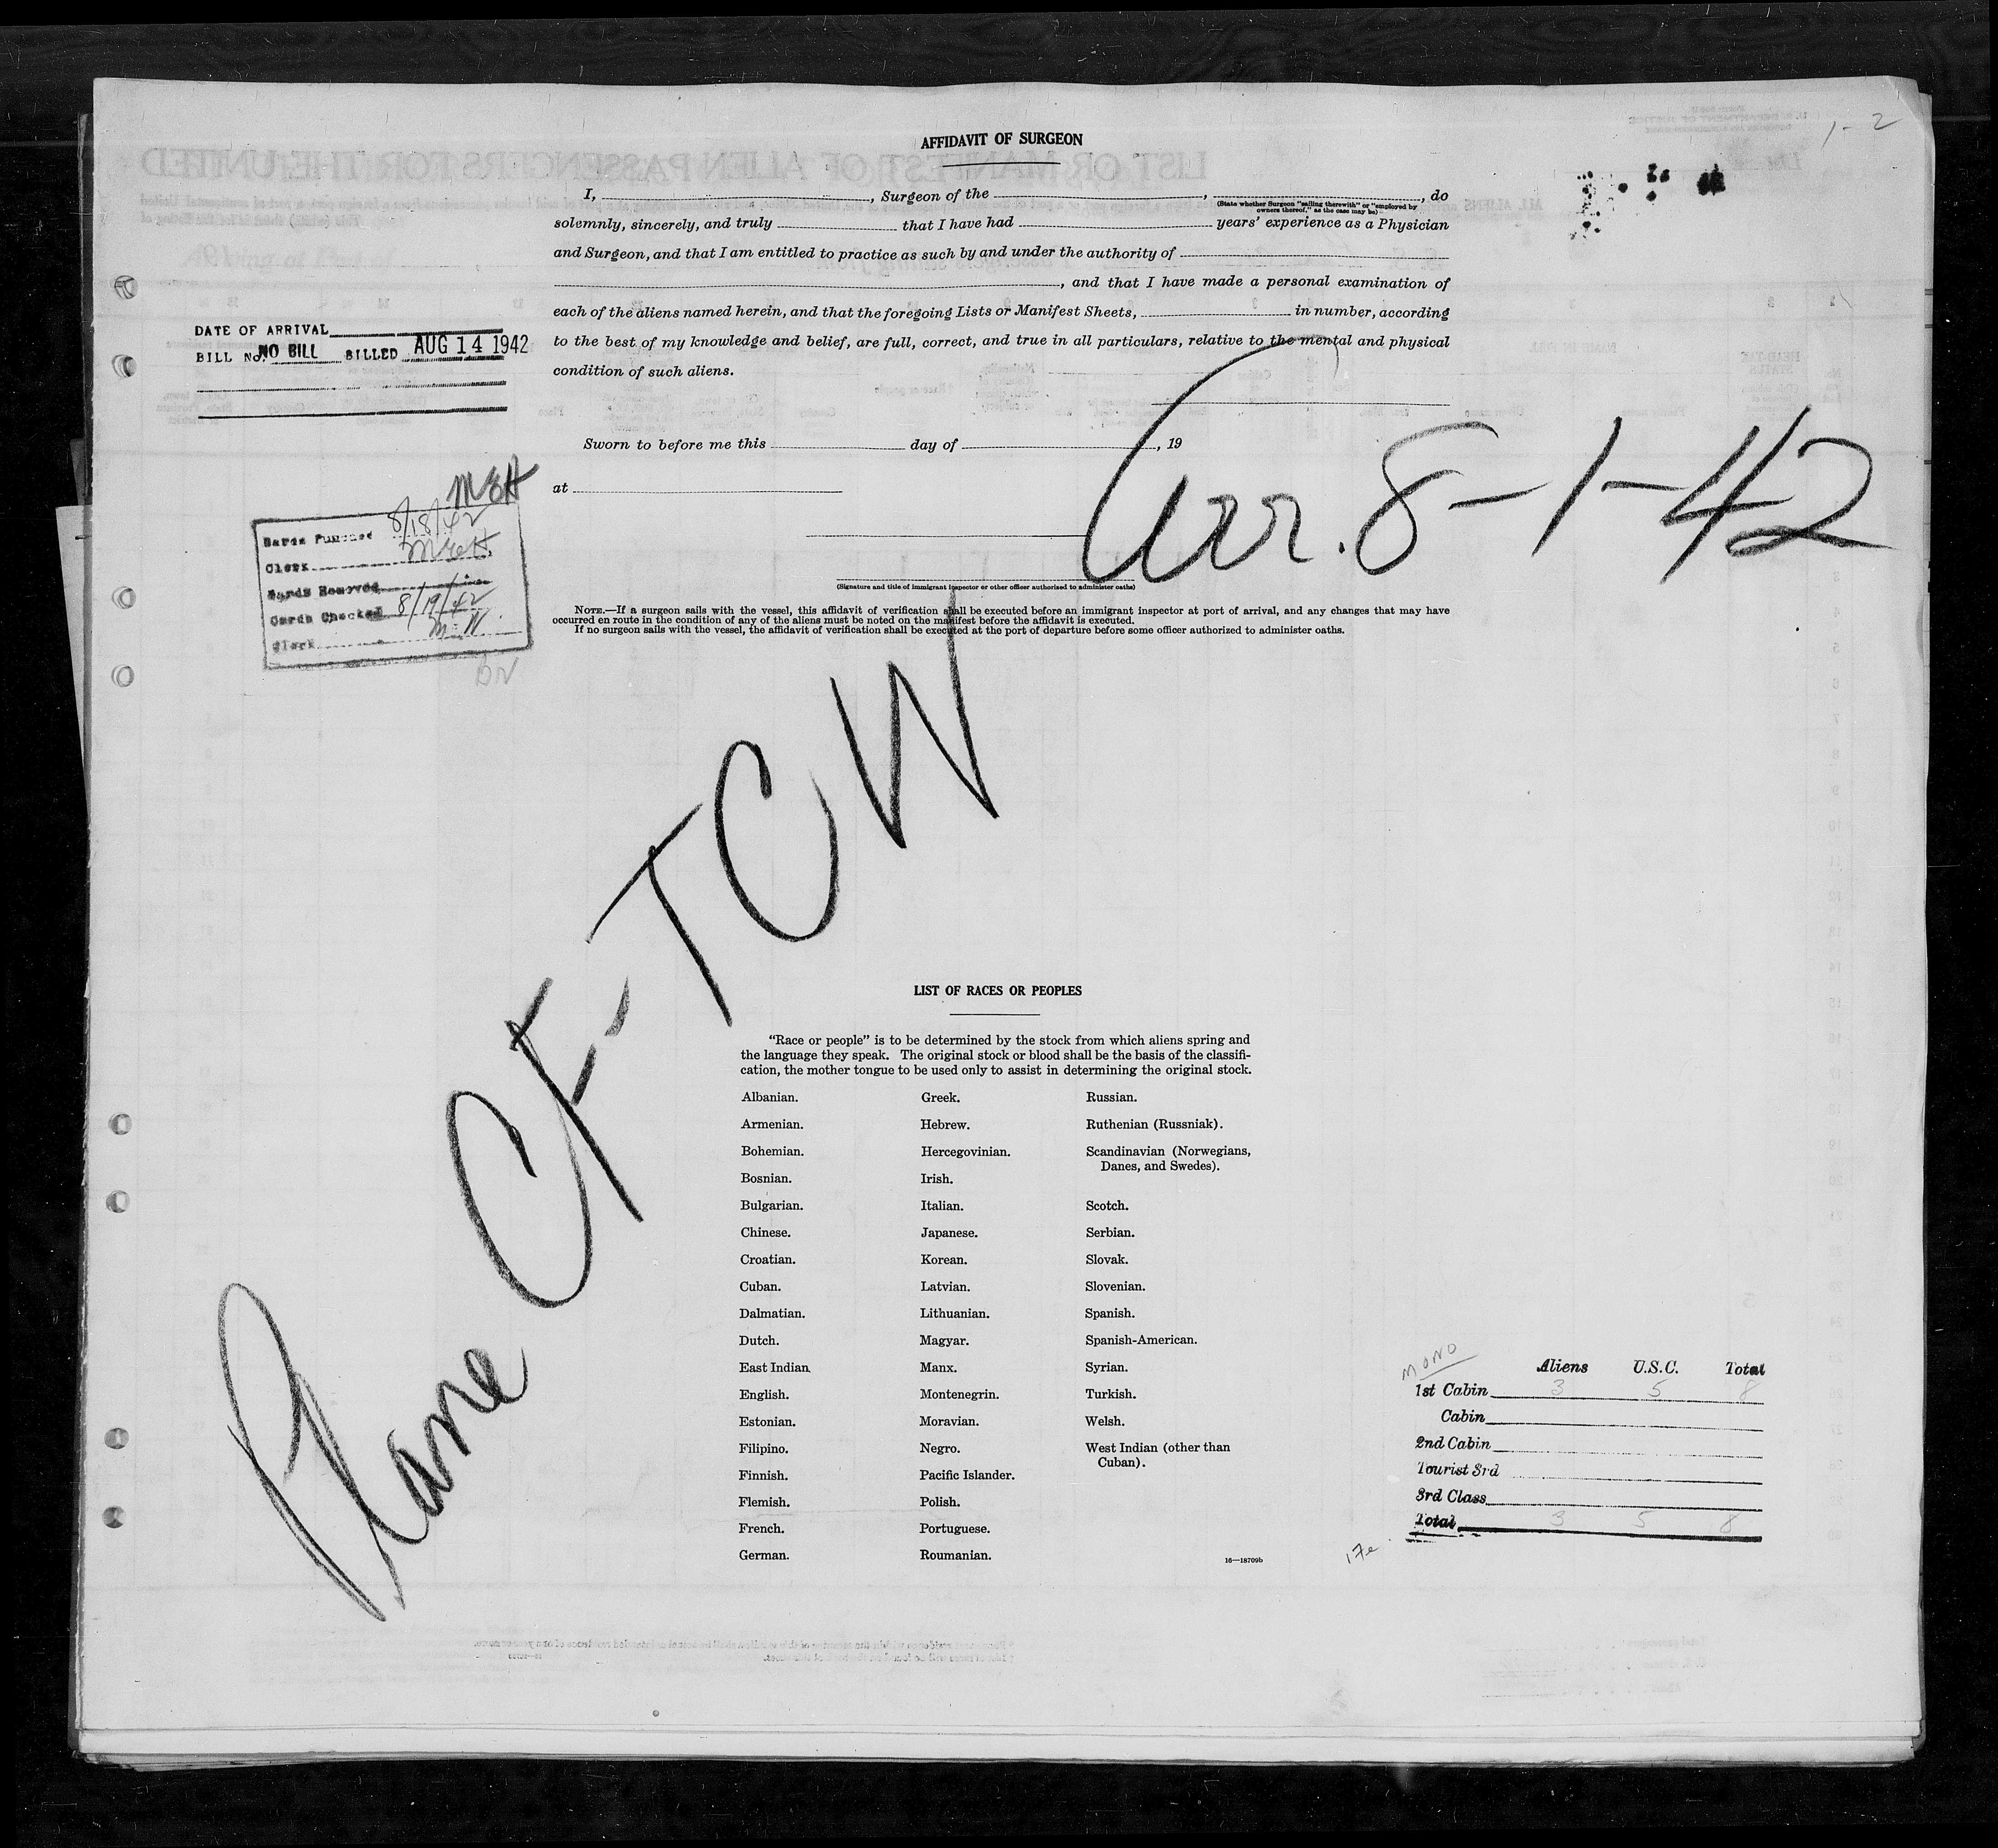 1-2
AFFIDAVIT OF SURGEON
I, , Surgeon of the , , do
(State whether Surgeon "sailing therewith" or "employed by
owners thereof," as the case may be)
solemnly, sincerely, and truly that I have had years' experience as a Physician
and Surgeon, and that I am entitled to practice as such by and under the authority of
, and that I have made a personal examination of
each of the aliens named herein, and that the foregoing Lists or Manifest Sheets, in number, according
to the best of my knowledge and belief, are full, correct, and true in all particulars, relative to the mental and physical
condition of such aliens.
DATE OF ARRIVAL
BILL No. NO BILL BILLED AUG 14 1942
Sworn to before me this day of , 19
at
Arr. 8-1-42
(Signature and title of immigrant inspector or other officer authorized to administer oaths)
Cards Punched 8/18/42
Clerk
Cards Checked 8/19/42
Clerk
NOTE.—If a surgeon sails with the vessel, this affidavit of verification shall be executed before an immigrant inspector at port of arrival, and any changes that may have
occurred en route in the condition of any of the aliens must be noted on the manifest before the affidavit is executed.
If no surgeon sails with the vessel, the affidavit of verification shall be executed at the port of departure before some officer authorized to administer oaths.
Plane CF-TCW
LIST OF RACES OR PEOPLES
"Race or people" is to be determined by the stock from which aliens spring and
the language they speak. The original stock or blood shall be the basis of the classifi-
cation, the mother tongue to be used only to assist in determining the original stock.
Albanian. Greek. Russian.
Armenian. Hebrew. Ruthenian (Russniak).
Bohemian. Hercegovinian. Scandinavian (Norwegians,
Danes, and Swedes).
Bosnian. Irish.
Bulgarian. Italian. Scotch.
Chinese. Japanese. Serbian.
Croatian. Korean. Slovak.
Cuban. Latvian. Slovenian.
Dalmatian. Lithuanian. Spanish.
Dutch. Magyar. Spanish-American.
East Indian Manx. Syrian.
English. Montenegrin. Turkish.
Estonian. Moravian. Welsh.
Filipino. Negro. West Indian (other than
Cuban).
Finnish. Pacific Islander.
Flemish. Polish.
French. Portuguese.
German. Roumanian.
16—18709b
MONO
Aliens U.S.C. Total
1st Cabin 3 5 8
Cabin
2nd Cabin
Tourist 3rd
3rd Class
Total 3 5 8